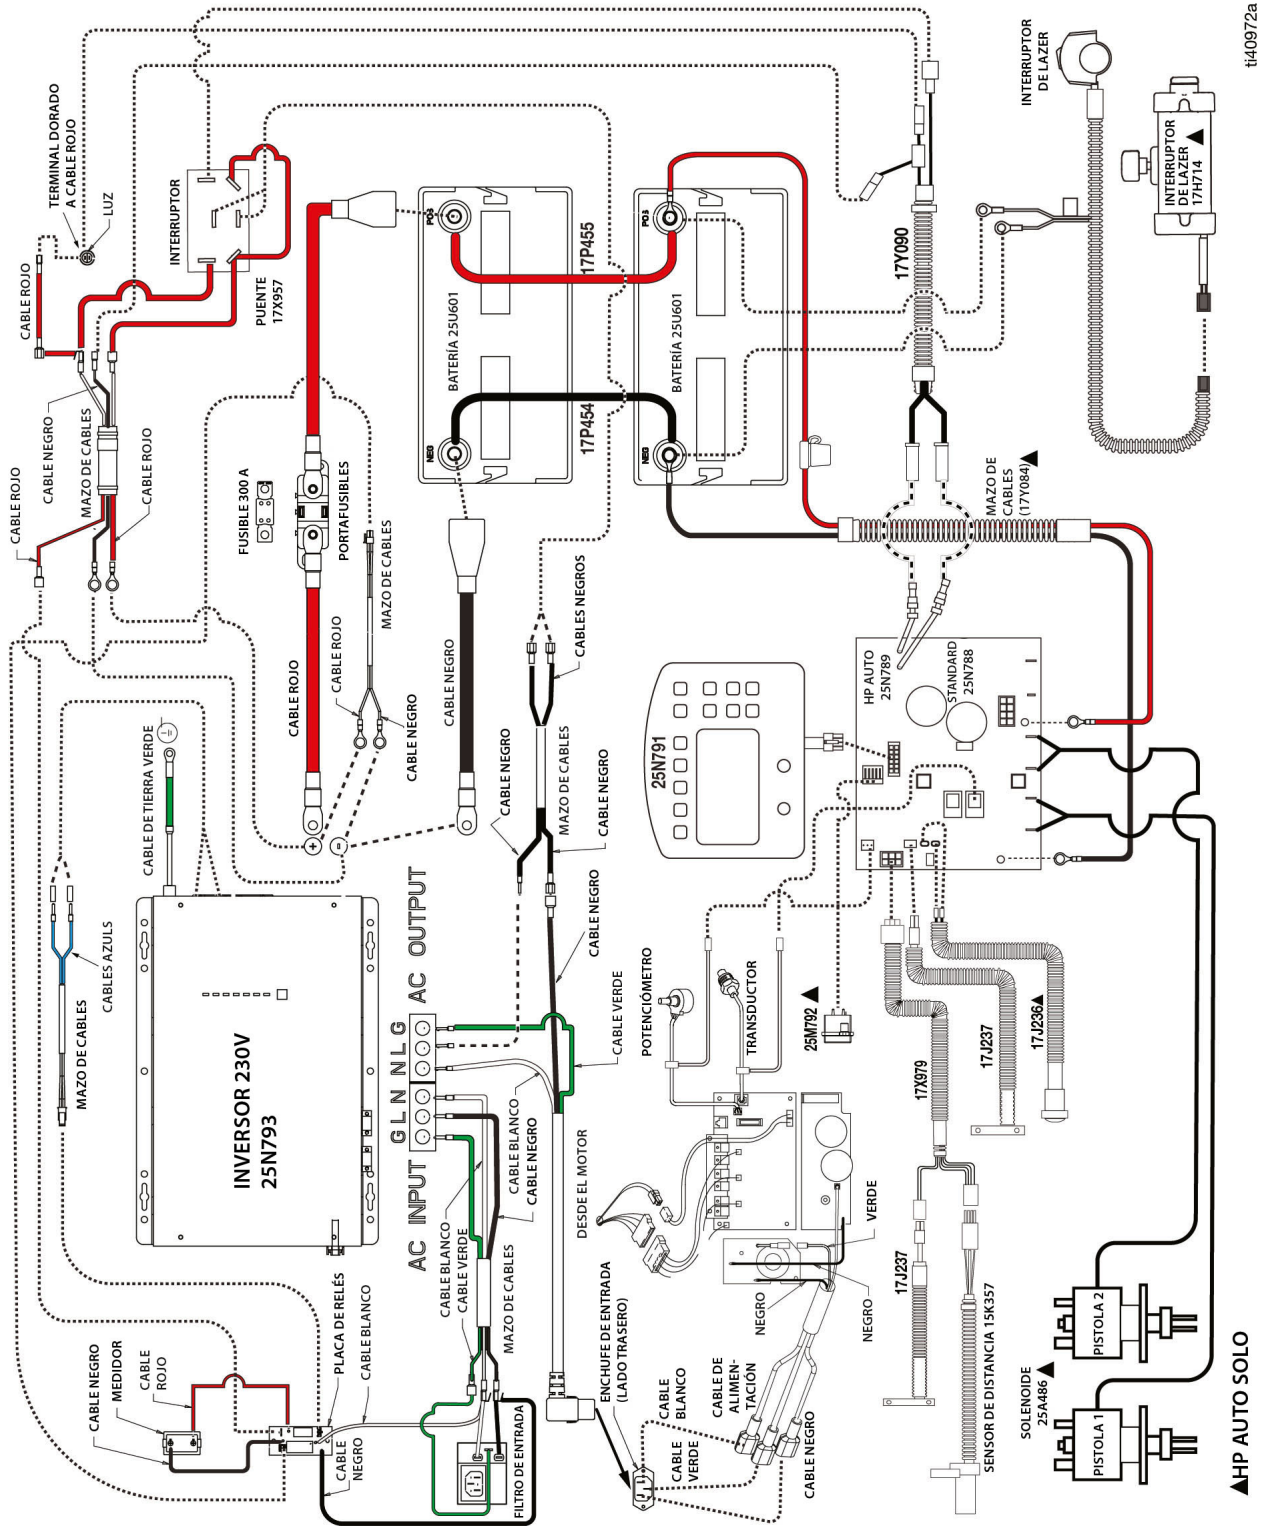 ti40972a
TERMINAL DORADO
A CABLE ROJO
LUZ
CABLE ROJO
INTERRUPTOR
PUENTE
17X957
CABLE NEGRO
MAZO DE CABLES
CABLE ROJO
CABLE ROJO
FUSIBLE 300 A
PORTAFUSIBLES
CABLE ROJO
CABLE ROJO
MAZO DE CABLES
CABLE NEGRO
CABLE NEGRO
POS
NEG
BATERÍA 25U601
17P455
17P454
POS
NEG
BATERÍA 25U601
17Y090
INTERRUPTOR
DE LAZER
INTERRUPTOR
DE LAZER
17H714
MAZO DE
CABLES
(17Y084)
CABLES NEGROS
CABLE NEGRO
MAZO DE CABLES
CABLE NEGRO
CABLE NEGRO
CABLE VERDE
CABLE DE TIERRA VERDE
CABLES AZULS
MAZO DE CABLES
INVERSOR 230V
25N793
+
-
AC INPUT
G L N
N L G
AC OUTPUT
CABLE BLANCO
CABLE NEGRO
CABLE BLANCO
CABLE VERDE
MAZO DE CABLES
DESDE EL MOTOR
CABLE NEGRO
MEDIDOR
CABLE
ROJO
PLACA DE RELÉS
CABLE BLANCO
CABLE
NEGRO
FILTRO DE ENTRADA
ENCHUFE DE ENTRADA
(LADO TRASERO)
CABLE
BLANCO
CABLE
VERDE
CABLE DE
ALIMEN-
TACIÓN
CABLE NEGRO
NEGRO
NEGRO
VERDE
POTENCIÓMETRO
TRANSDUCTOR
25M792
25N791
HP AUTO
25N789
STANDARD
25N788
17X979
17J237
17J236
17J237
SENSOR DE DISTANCIA 15K357
SOLENOIDE
25A486
PISTOLA 1
PISTOLA 2
▲HP AUTO SOLO